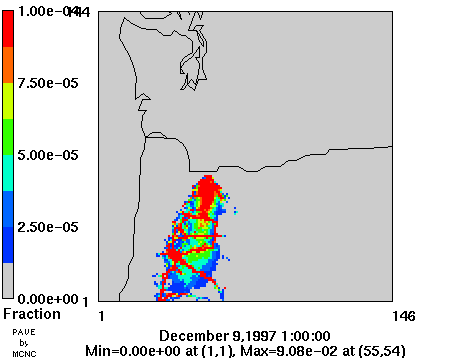 1.00e-04
144
7.50e-05
5.00e-05
2.50e-05
0.00e+00
1
Fraction
1
146
PAVE
by
MCNC
December 9,1997 1:00:00
Min=0.00e+00 at (1,1), Max=9.08e-02 at (55,54)